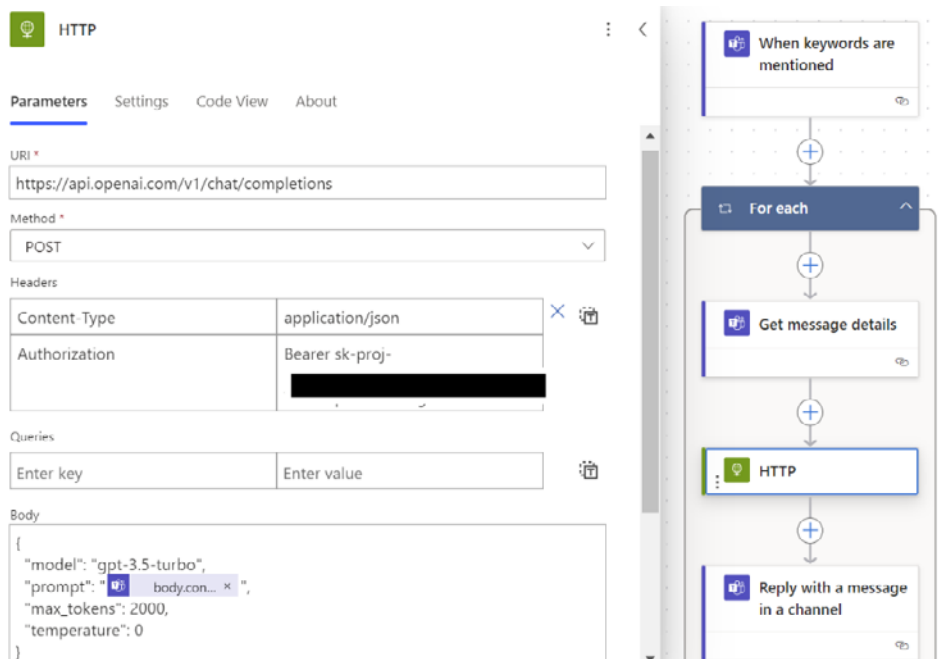 HTTP
Parameters Settings Code View About
URI *
https://api.openai.com/v1/chat/completions
Method *
POST
Headers
Content-Type application/json
Authorization Bearer sk-proj-
Queries
Enter key Enter value
Body
{
"model": "gpt-3.5-turbo",
"prompt": " body.con... × ",
"max_tokens": 2000,
"temperature": 0
}
When keywords are
mentioned
For each
Get message details
HTTP
Reply with a message
in a channel